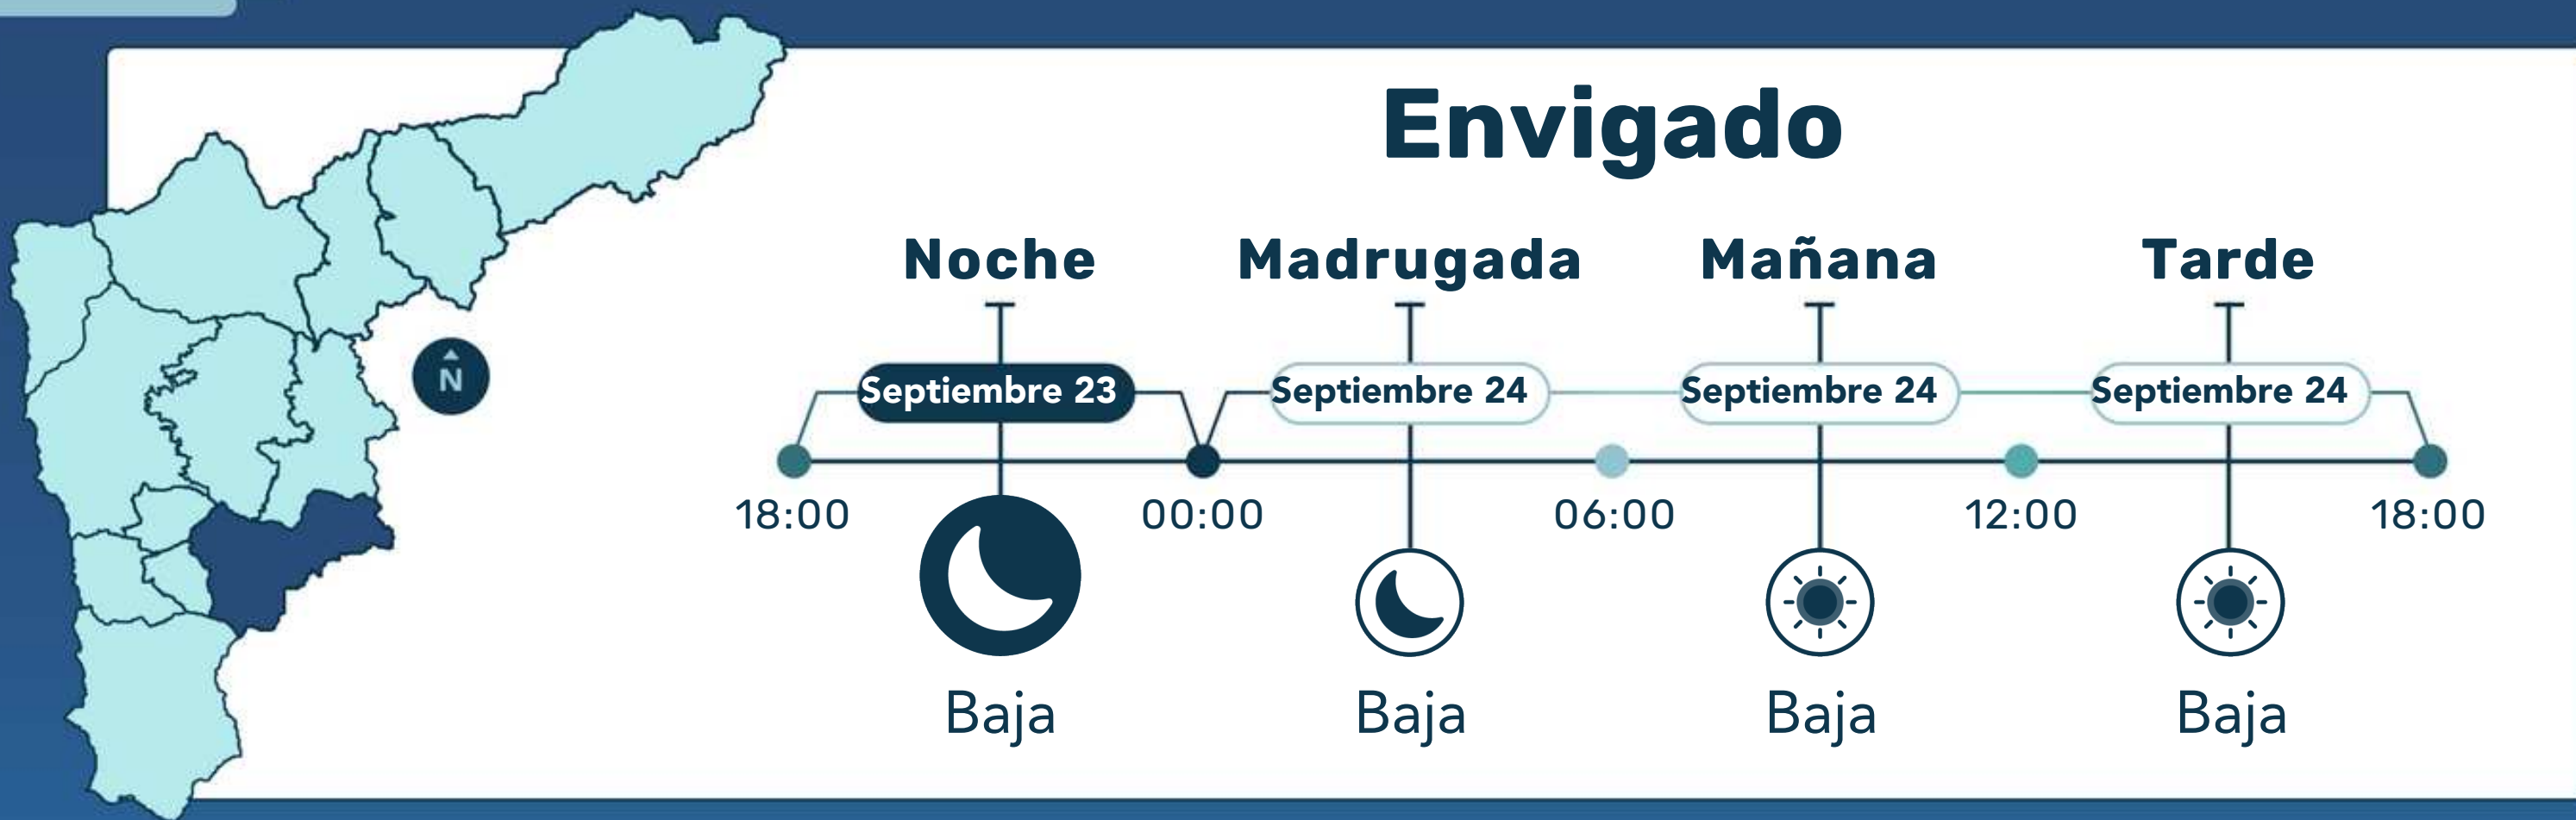 Envigado
Noche Madrugada Mañana Tarde
N
Septiembre 23 Septiembre 24 Septiembre 24 Septiembre 24
18:00 00:00 06:00 12:00 18:00
Baja Baja Baja Baja